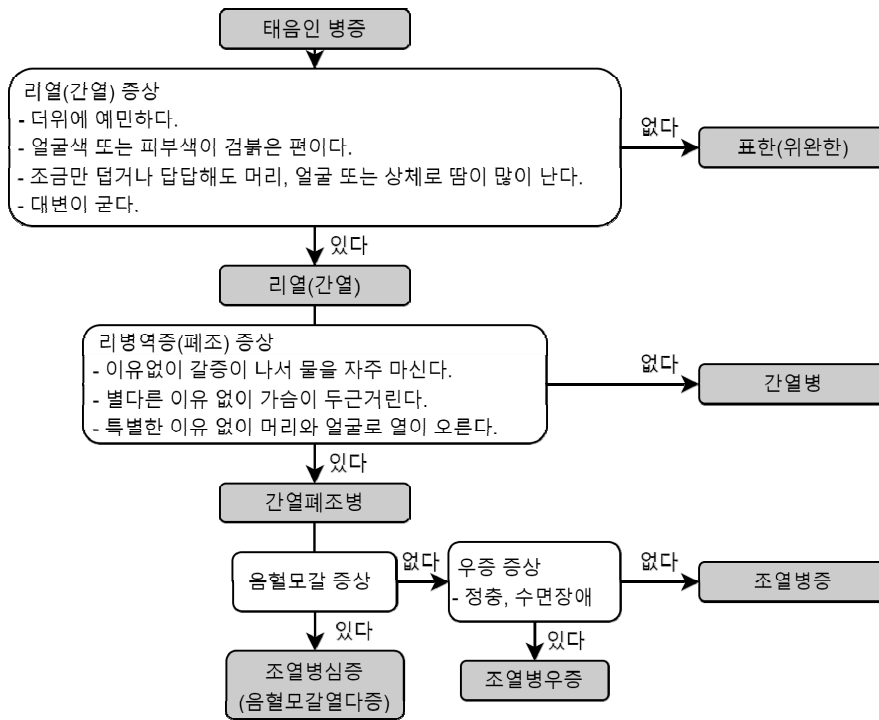 태음인 병증
리열(간열) 증상
- 더위에 예민하다.
- 얼굴색 또는 피부색이 검붉은 편이다.
- 조금만 덥거나 답답해도 머리, 얼굴 또는 상체로 땀이 많이 난다.
- 대변이 굳다.
없다
표한(위완한)
있다
리열(간열)
리병역증(폐조) 증상
- 이유없이 갈증이 나서 물을 자주 마신다.
- 별다른 이유 없이 가슴이 두근거린다.
- 특별한 이유 없이 머리와 얼굴로 열이 오른다.
없다
간열병
있다
간열폐조병
음혈모갈 증상
없다
우증 증상
- 정충, 수면장애
없다
조열병증
있다
조열병심증
(음혈모갈열다증)
있다
조열병우증